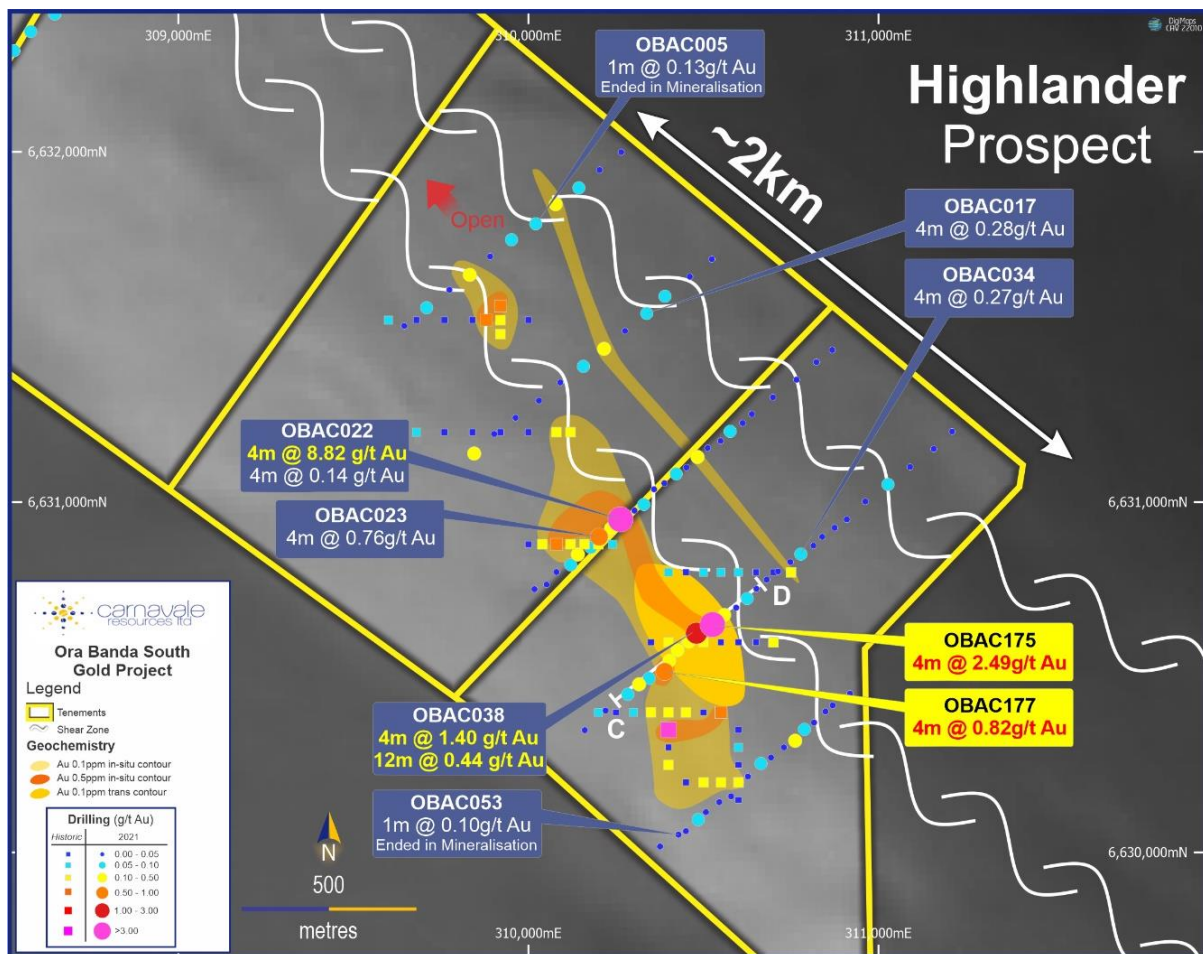 309,000mE
310,000mE
311,000mE
DigiMaps
CAV 22010
Highlander
Prospect
6,632,000mN
6,631,000mN
6,631,000mN
6,630,000mN
310,000mE
311,000mE
~2km
Open
OBAC005
1m @ 0.13g/t Au
Ended in Mineralisation
OBAC017
4m @ 0.28g/t Au
OBAC034
4m @ 0.27g/t Au
OBAC022
4m @ 8.82 g/t Au
4m @ 0.14 g/t Au
OBAC023
4m @ 0.76g/t Au
D
C
OBAC175
4m @ 2.49g/t Au
OBAC177
4m @ 0.82g/t Au
OBAC038
4m @ 1.40 g/t Au
12m @ 0.44 g/t Au
OBAC053
1m @ 0.10g/t Au
Ended in Mineralisation
carnavale
resources ltd
Ora Banda South
Gold Project
Legend
Tenements
Shear Zone
Geochemistry
Au 0.1ppm in-situ contour
Au 0.5ppm in-situ contour
Au 0.1ppm trans contour
Drilling (g/t Au)
Historic 2021
0.00 - 0.05
0.05 - 0.10
0.10 - 0.50
0.50 - 1.00
1.00 - 3.00
>3.00
N
500
metres